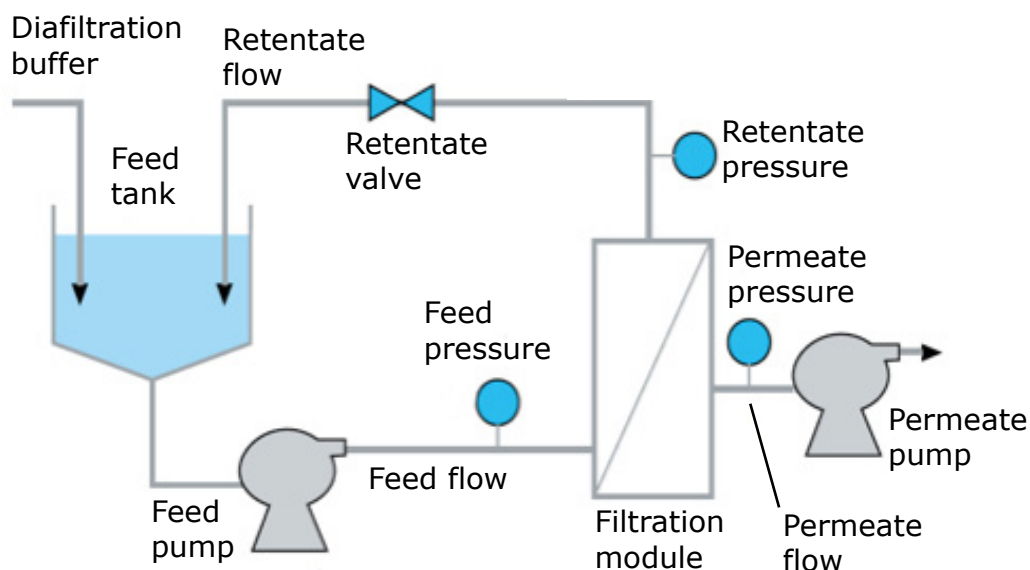 Diafiltration
buffer
Retentate
flow
Feed
tank
Retentate
valve
Retentate
pressure
Permeate
pressure
Feed
pressure
Permeate
pump
Feed flow
Feed
pump
Filtration
module
Permeate
flow